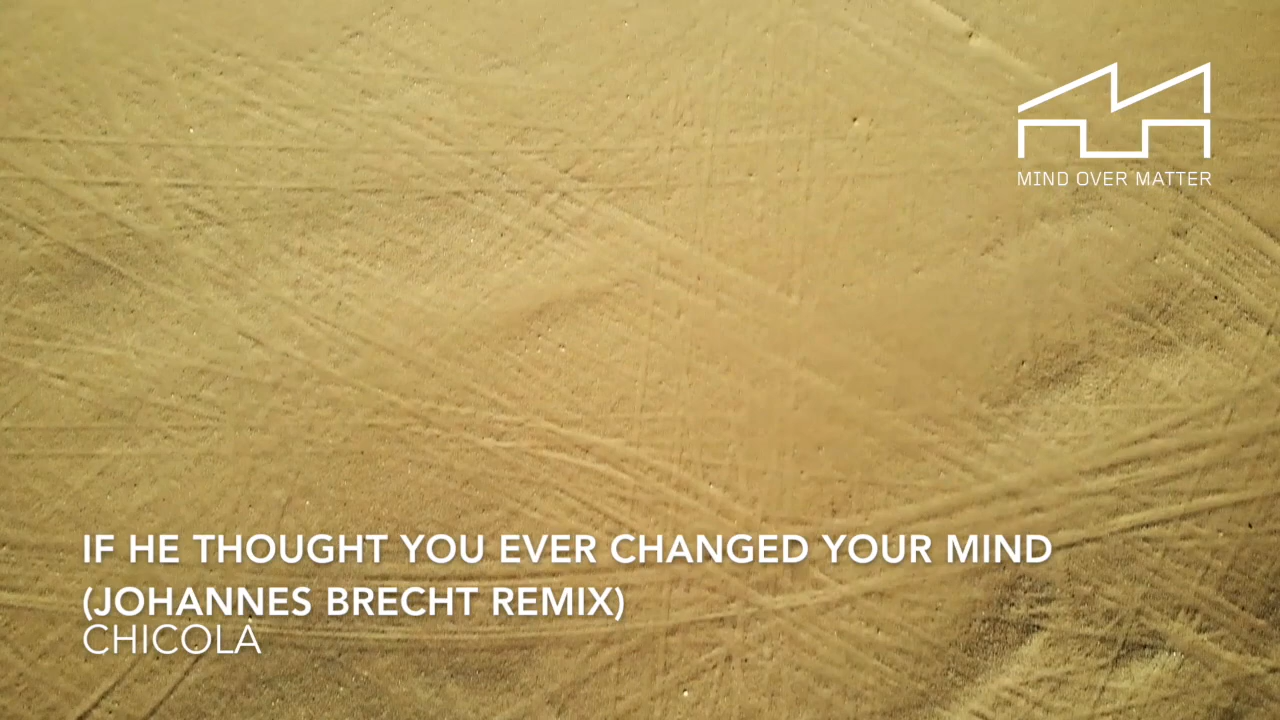 MIND OVER MATTER
IF HE THOUGHT YOU EVER CHANGED YOUR MIND
(JOHANNES BRECHT REMIX)
CHICOLA